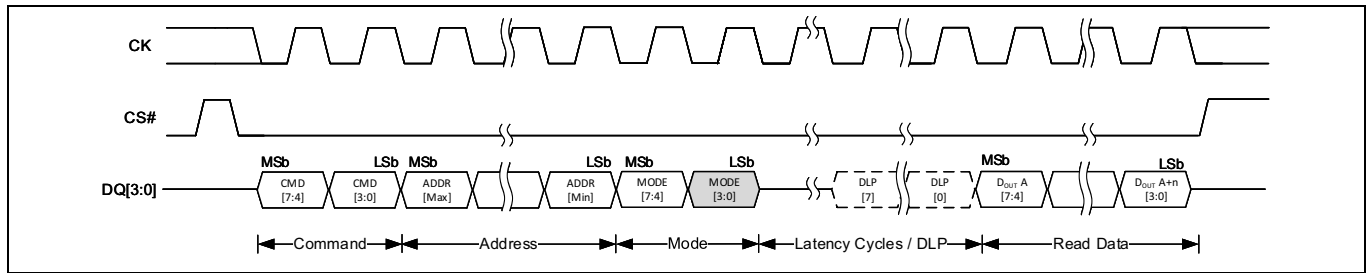 CK
CS#
MSb LSb MSb LSb MSb LSb MSb LSb
DQ[3:0]
CMD [7:4] CMD [3:0] ADDR [Max] ADDR [Min] MODE [7:4] MODE [3:0] DLP [7] DLP [0] DOUT A [7:4] DOUT A+n [3:0]
Command Address Mode Latency Cycles / DLP Read Data